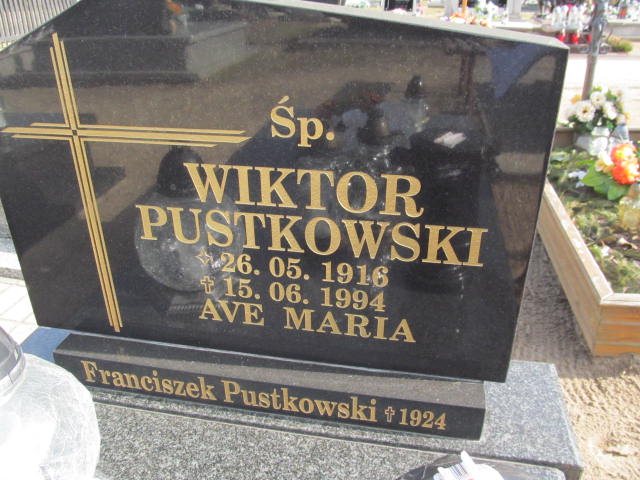 Śp.
WIKTOR
PUSTKOWSKI
✧ 26. 05. 1916
✝ 15. 06. 1994
AVE MARIA
Franciszek Pustkowski ✝ 1924